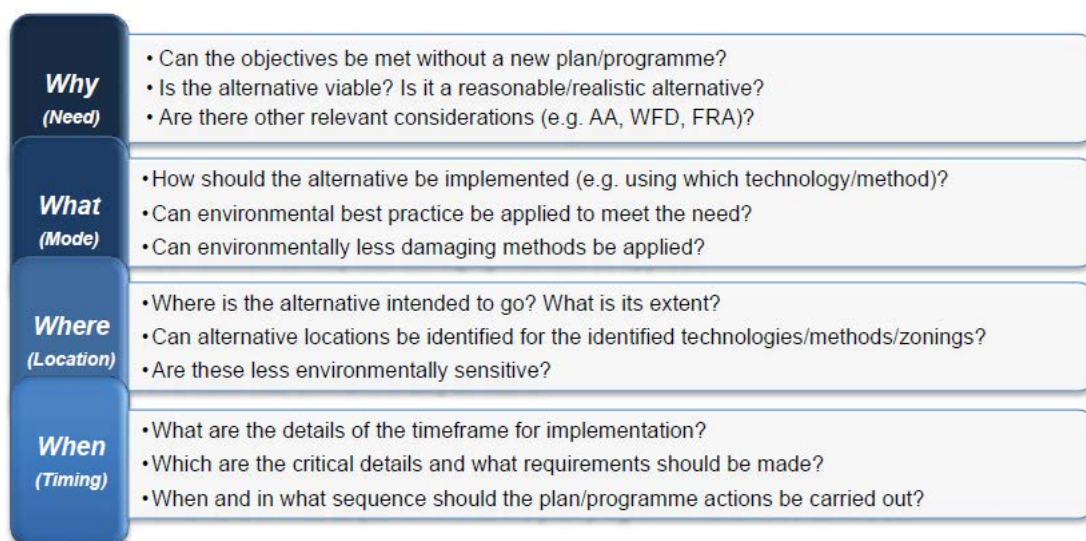 Why
(Need)
• Can the objectives be met without a new plan/programme?
• Is the alternative viable? Is it a reasonable/realistic alternative?
• Are there other relevant considerations (e.g. AA, WFD, FRA)?
What
(Mode)
•How should the alternative be implemented (e.g. using which technology/method)?
•Can environmental best practice be applied to meet the need?
•Can environmentally less damaging methods be applied?
Where
(Location)
•Where is the alternative intended to go? What is its extent?
•Can alternative locations be identified for the identified technologies/methods/zonings?
•Are these less environmentally sensitive?
When
(Timing)
•What are the details of the timeframe for implementation?
•Which are the critical details and what requirements should be made?
•When and in what sequence should the plan/programme actions be carried out?